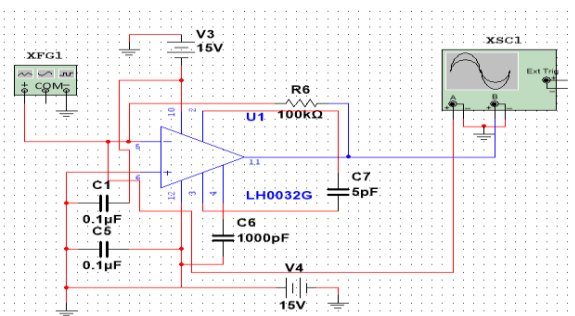 V3
15V
XFG1
COM
XSC1
Ext Trig
A
B
R6
100kΩ
U1
10
2
5
6
11
12
3
4
LH0032G
C1
0.1µF
C5
0.1µF
C6
1000pF
C7
5pF
V4
15V